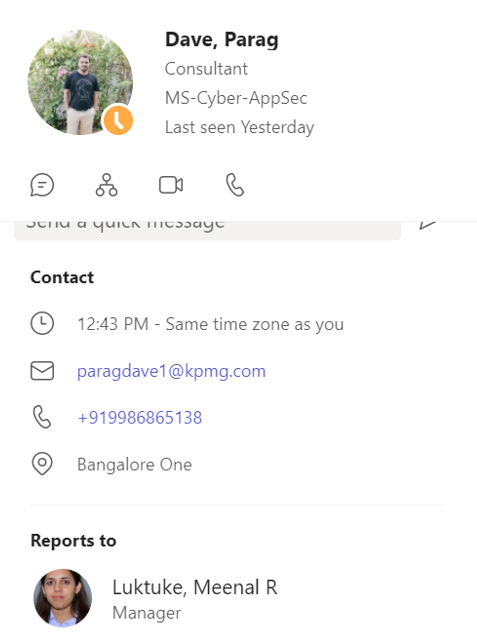 Dave, Parag
Consultant
MS-Cyber-AppSec
Last seen Yesterday
Send a quick message
Contact
12:43 PM - Same time zone as you
paragdave1@kpmg.com
+919986865138
Bangalore One
Reports to
Luktuke, Meenal R
Manager